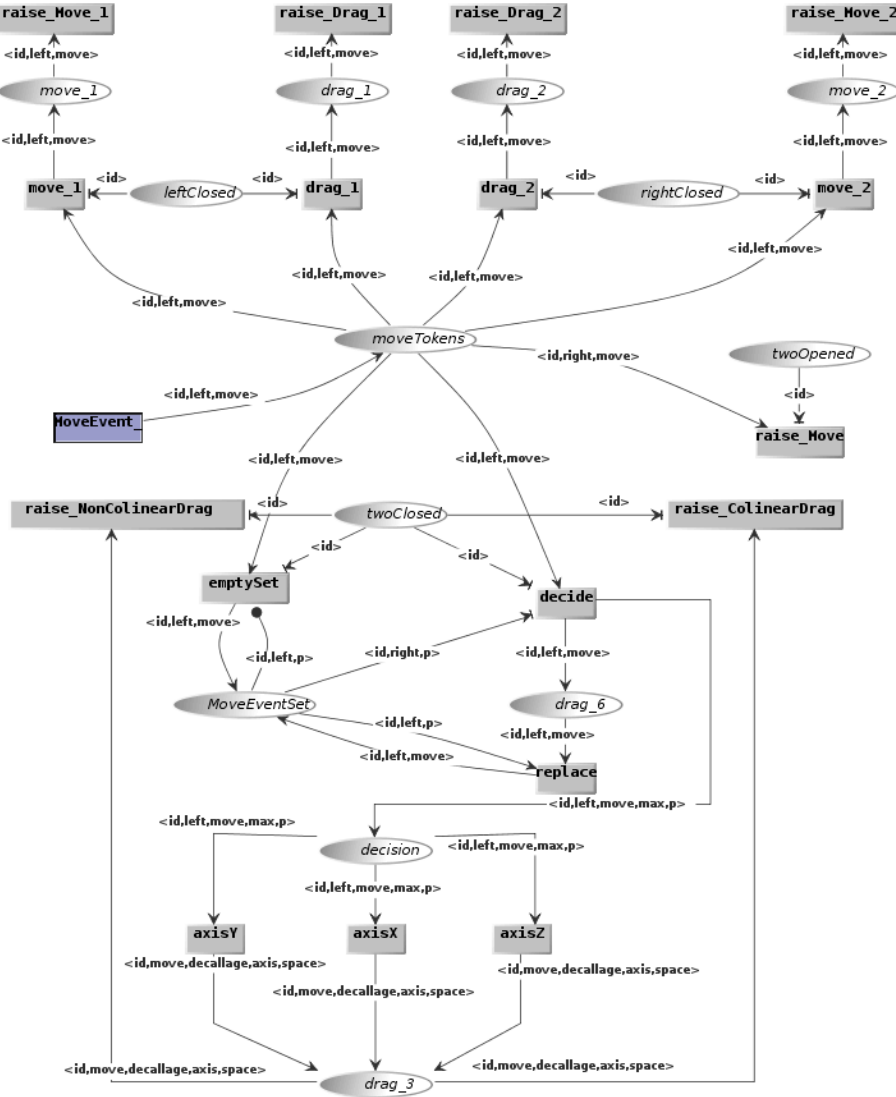 raise_Move_1
raise_Drag_1
raise_Drag_2
raise_Move_2
<id,left,move>
<id,left,move>
<id,left,move>
<id,left,move>
move_1
drag_1
drag_2
move_2
<id,left,move>
<id,left,move>
<id,left,move>
<id,left,move>
move_1
<id>
leftClosed
<id>
drag_1
drag_2
<id>
rightClosed
<id>
move_2
<id,left,move>
<id,left,move>
<id,left,move>
<id,left,move>
moveTokens
<id,right,move>
twoOpened
<id,left,move>
<id>
MoveEvent_
raise_Move
<id,left,move>
<id,left,move>
raise_NonColinearDrag
<id>
twoClosed
<id>
raise_ColinearDrag
<id>
<id>
emptySet
decide
<id,left,move>
<id,left,p>
<id,right,p>
<id,left,move>
MoveEventSet
drag_6
<id,left,p>
<id,left,move>
<id,left,move>
replace
<id,left,move,max,p>
<id,left,move,max,p>
decision
<id,left,move,max,p>
<id,left,move,max,p>
axisY
axisX
axisZ
<id,move,decallage,axis,space>
<id,move,decallage,axis,space>
<id,move,decallage,axis,space>
<id,move,decallage,axis,space>
<id,move,decallage,axis,space>
drag_3